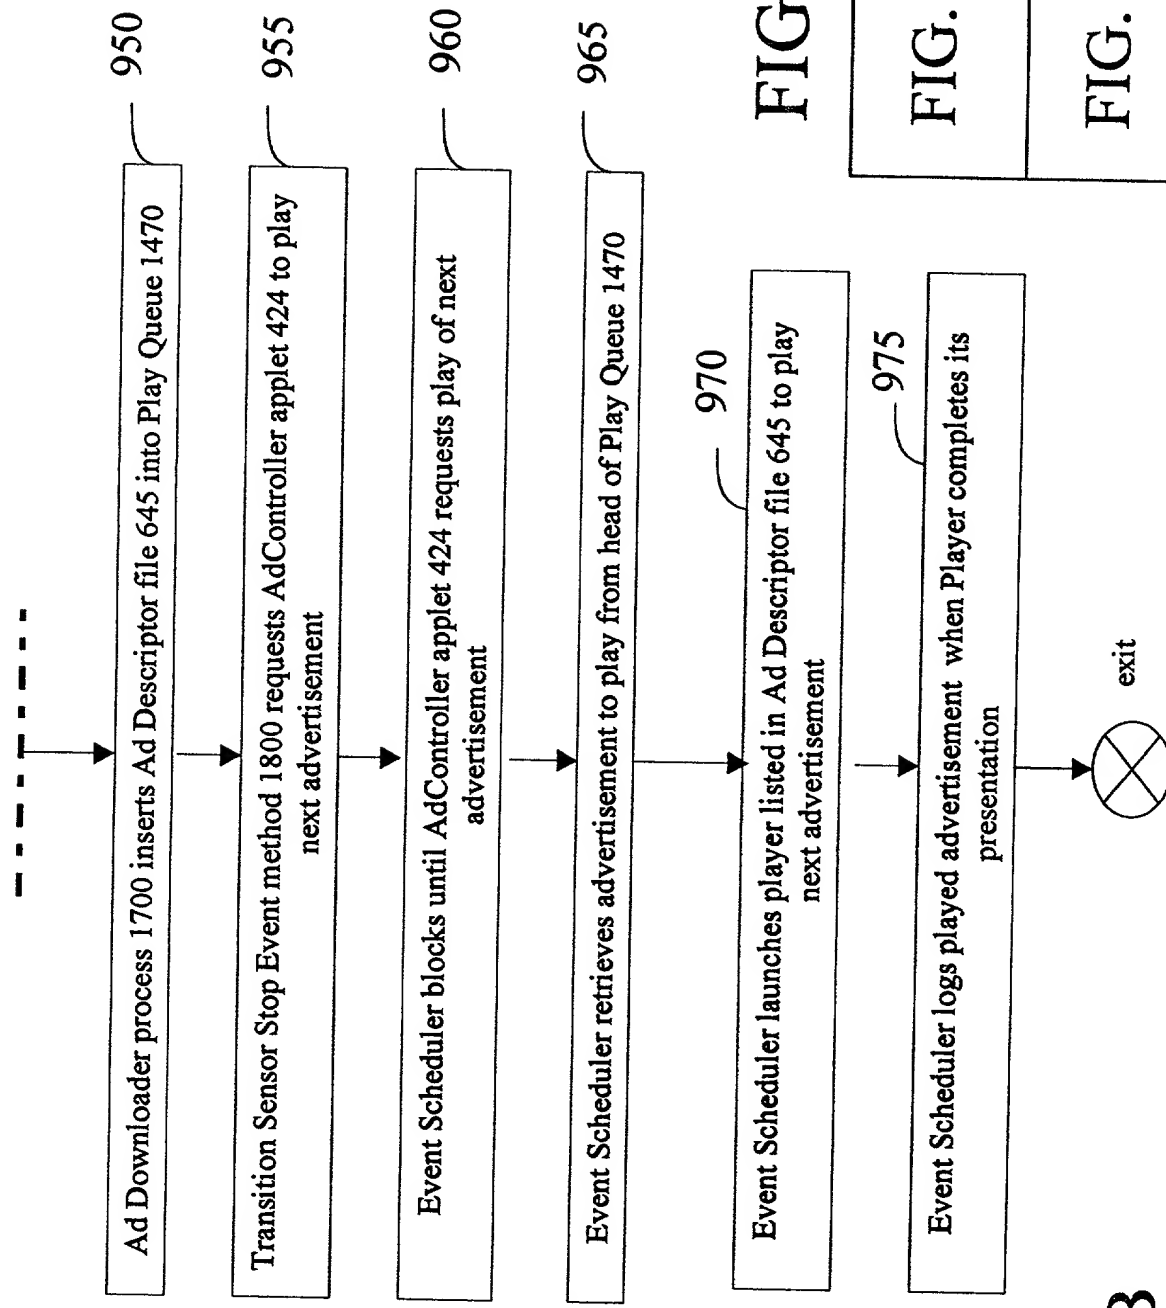 950
Ad Downloader process 1700 inserts Ad Descriptor file 645 into Play Queue 1470
955
Transition Sensor Stop Event method 1800 requests AdController applet 424 to play
next advertisement
960
Event Scheduler blocks until AdController applet 424 requests play of next
advertisement
965
Event Scheduler retrieves advertisement to play from head of Play Queue 1470
970
Event Scheduler launches player listed in Ad Descriptor file 645 to play
next advertisement
975
Event Scheduler logs played advertisement when Player completes its
presentation
exit
FIG
FIG.
FIG.